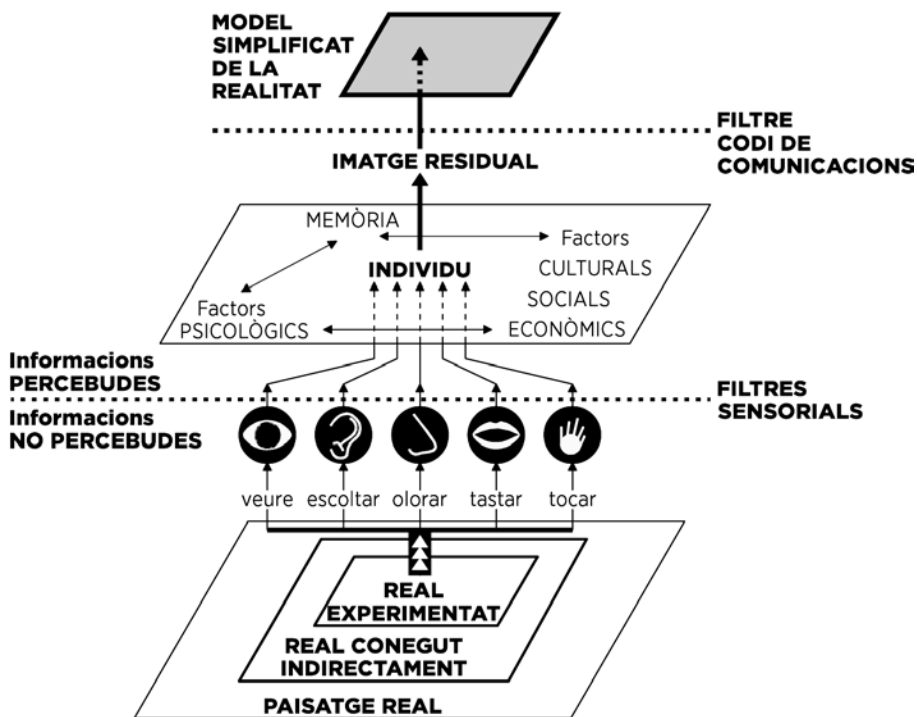 MODEL
SIMPLIFICAT
DE LA
REALITAT
FILTRE
CODI DE
COMUNICACIONS
IMATGE RESIDUAL
MEMÒRIA
Factors
CULTURALS
SOCIALS
ECONÒMICS
INDIVIDU
Factors
PSICOLÒGICS
Informacions
PERCEBUDES
FILTRES
SENSORIALS
Informacions
NO PERCEBUDES
veure escoltar olorar tastar tocar
REAL
EXPERIMENTAT
REAL CONEGUT
INDIRECTAMENT
PAISATGE REAL